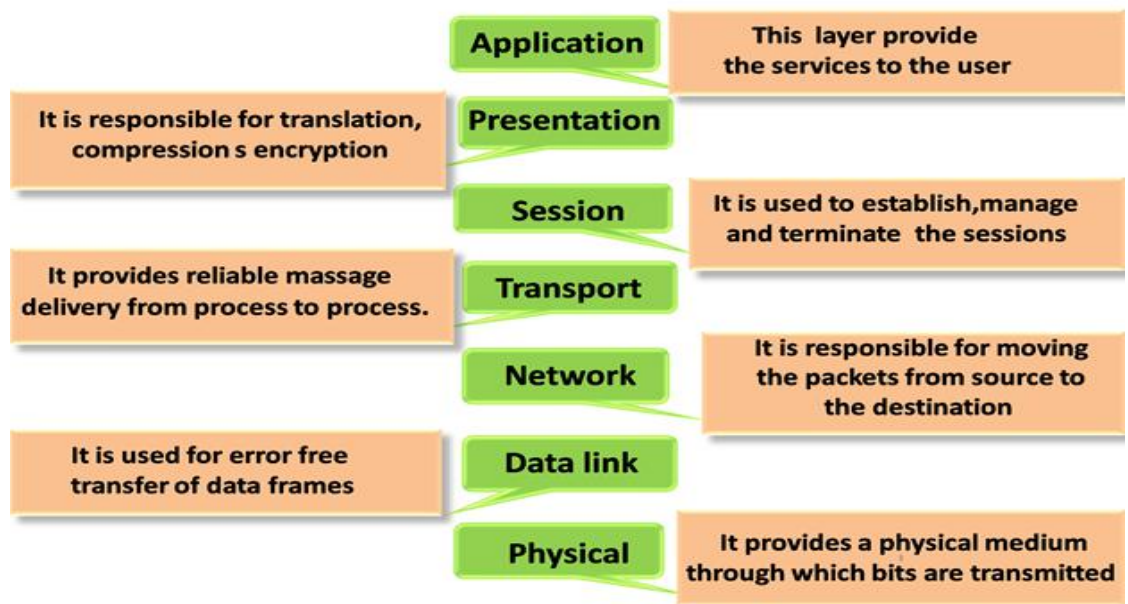 Application
This layer provide
the services to the user
Presentation
It is responsible for translation,
compression s encryption
Session
It is used to establish,manage
and terminate the sessions
Transport
It provides reliable massage
delivery from process to process.
Network
It is responsible for moving
the packets from source to
the destination
Data link
It is used for error free
transfer of data frames
Physical
It provides a physical medium
through which bits are transmitted